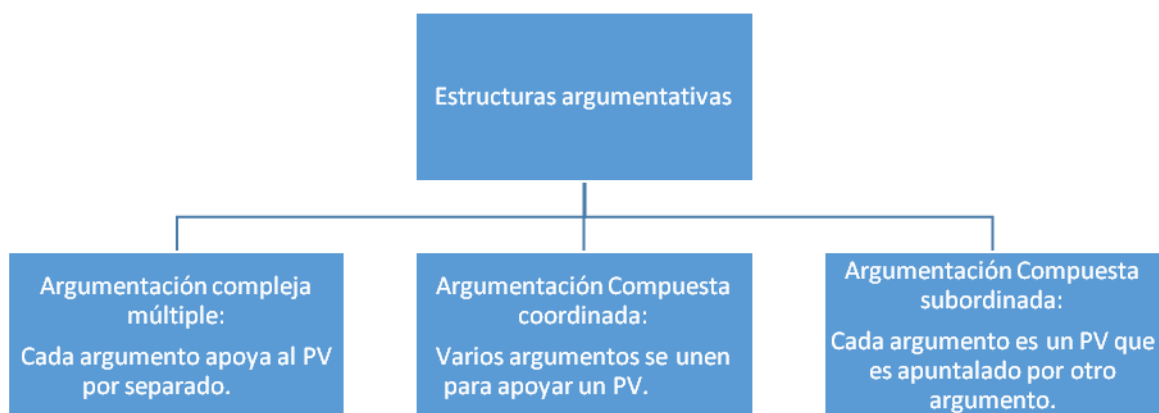 Estructuras argumentativas
Argumentación compleja
múltiple:
Cada argumento apoya al PV
por separado.
Argumentación Compuesta
coordinada:
Varios argumentos se unen
para apoyar un PV.
Argumentación Compuesta
subordinada:
Cada argumento es un PV que
es apuntalado por otro
argumento.